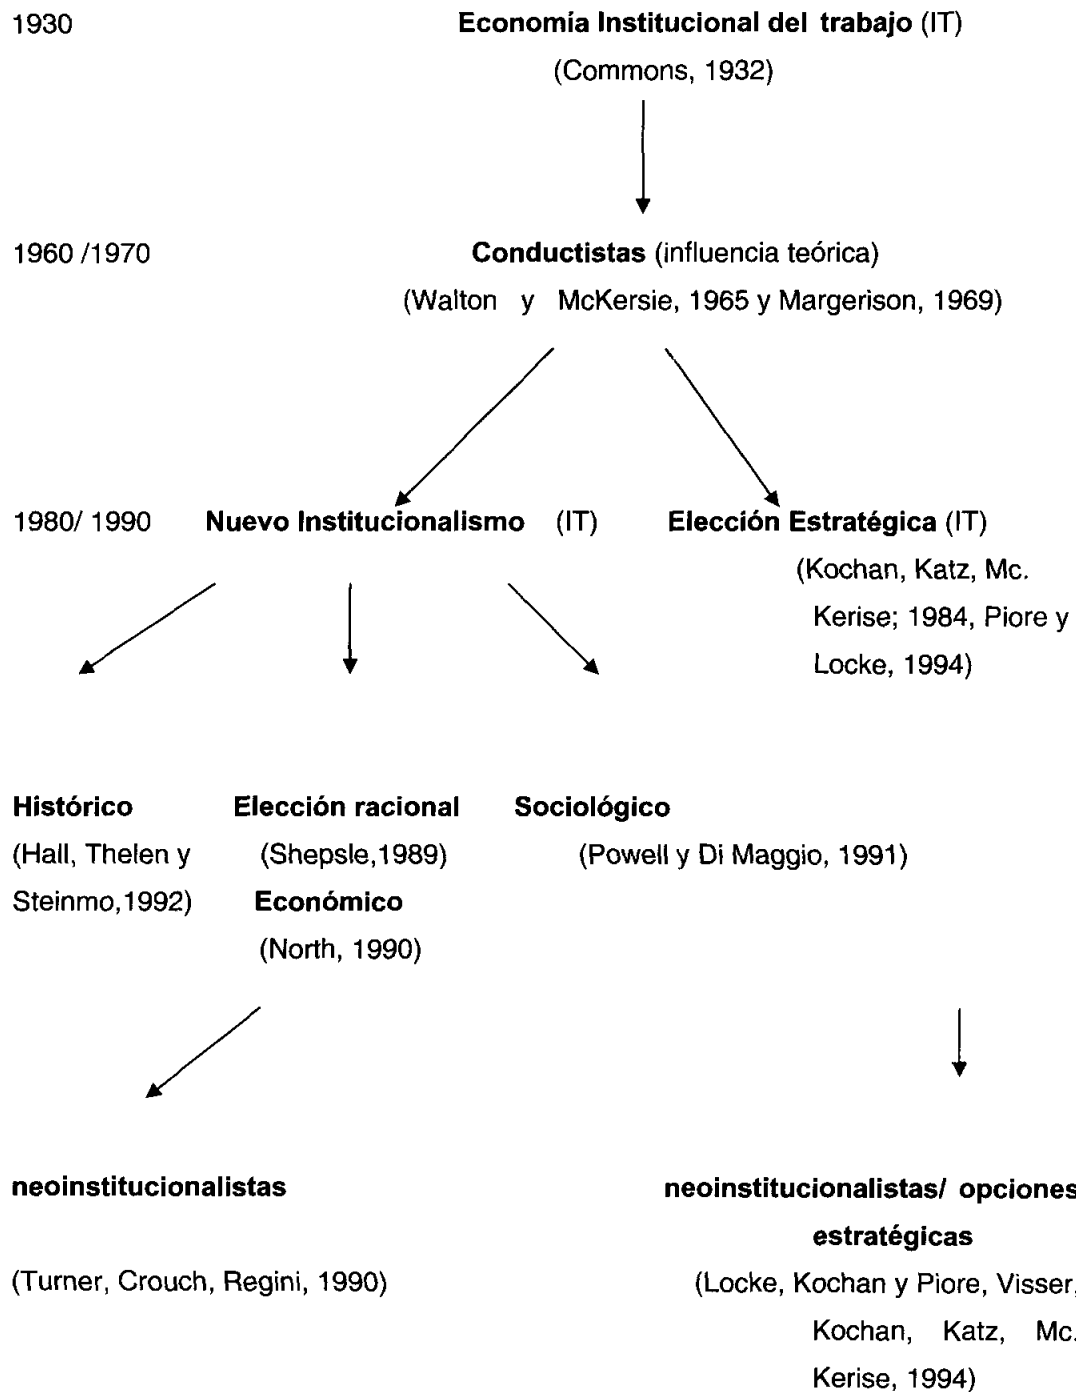 1930 Economía Institucional del trabajo (IT)
(Commons, 1932)
1960 /1970 Conductistas (influencia teórica)
(Walton y McKersie, 1965 y Margerison, 1969)
1980/ 1990 Nuevo Institucionalismo (IT) Elección Estratégica (IT)
(Kochan, Katz, Mc.
Kerise; 1984, Piore y
Locke, 1994)
Histórico Elección racional Sociológico
(Hall, Thelen y (Shepsle,1989) (Powell y Di Maggio, 1991)
Steinmo,1992) Económico
(North, 1990)
neoinstitucionalistas neoinstitucionalistas/ opciones
estratégicas
(Turner, Crouch, Regini, 1990) (Locke, Kochan y Piore, Visser,
Kochan, Katz, Mc.
Kerise, 1994)